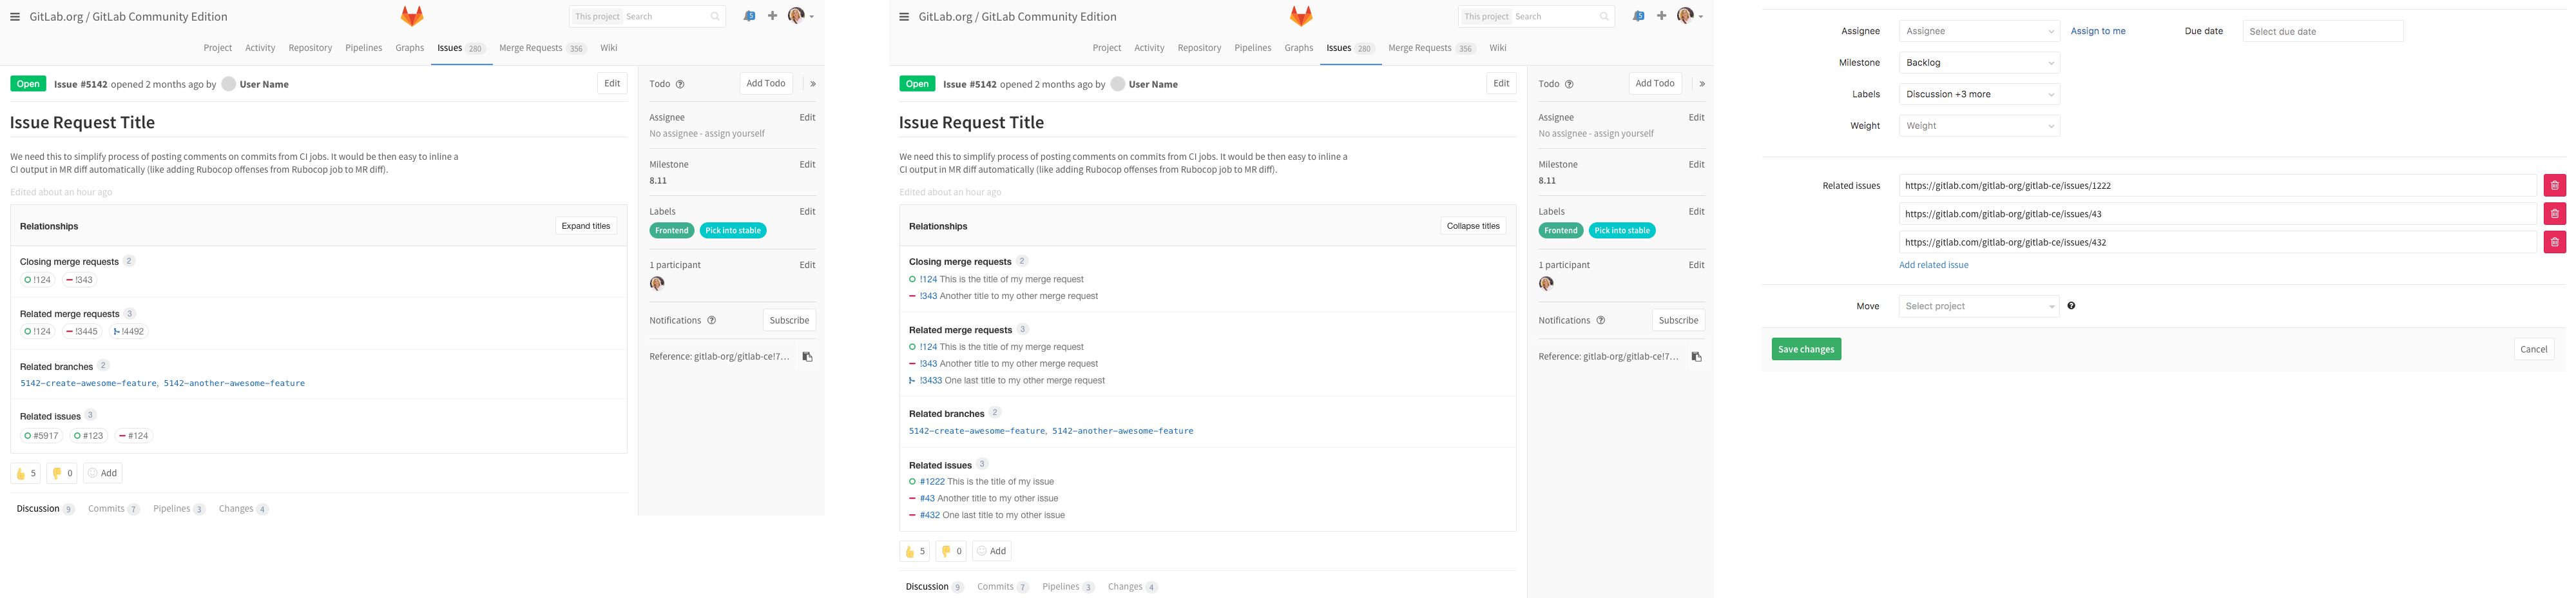 GitLab.org / GitLab Community Edition
This project Search
5
Project Activity Repository Pipelines Graphs Issues 280 Merge Requests 356 Wiki
Open Issue #5142 opened 2 months ago by User Name Edit
Issue Request Title
We need this to simplify process of posting comments on commits from CI jobs. It would be then easy to inline a
CI output in MR diff automatically (like adding Rubocop offenses from Rubocop job to MR diff).
Edited about an hour ago
Relationships Expand titles
Closing merge requests 2
!124 !343
Related merge requests 3
!124 !3445 !4492
Related branches 2
5142-create-awesome-feature, 5142-another-awesome-feature
Related issues 3
#5917 #123 #124
5 0 Add
Discussion 9 Commits 7 Pipelines 3 Changes 4
Todo Add Todo »
Assignee Edit
No assignee - assign yourself
Milestone Edit
8.11
Labels Edit
Frontend Pick into stable
1 participant Edit
Notifications Subscribe
Reference: gitlab-org/gitlab-ce!7...
GitLab.org / GitLab Community Edition
This project Search
5
Project Activity Repository Pipelines Graphs Issues 280 Merge Requests 356 Wiki
Open Issue #5142 opened 2 months ago by User Name Edit
Issue Request Title
We need this to simplify process of posting comments on commits from CI jobs. It would be then easy to inline a
CI output in MR diff automatically (like adding Rubocop offenses from Rubocop job to MR diff).
Edited about an hour ago
Relationships Collapse titles
Closing merge requests 2
!124 This is the title of my merge request
!343 Another title to my other merge request
Related merge requests 3
!124 This is the title of my merge request
!343 Another title to my other merge request
!3433 One last title to my other merge request
Related branches 2
5142-create-awesome-feature, 5142-another-awesome-feature
Related issues 3
#1222 This is the title of my issue
#43 Another title to my other issue
#432 One last title to my other issue
5 0 Add
Discussion 9 Commits 7 Pipelines 3 Changes 4
Todo Add Todo »
Assignee Edit
No assignee - assign yourself
Milestone Edit
8.11
Labels Edit
Frontend Pick into stable
1 participant Edit
Notifications Subscribe
Reference: gitlab-org/gitlab-ce!7...
Assignee Assignee Assign to me Due date Select due date
Milestone Backlog
Labels Discussion +3 more
Weight Weight
Related issues https://gitlab.com/gitlab-org/gitlab-ce/issues/1222
https://gitlab.com/gitlab-org/gitlab-ce/issues/43
https://gitlab.com/gitlab-org/gitlab-ce/issues/432
Add related issue
Move Select project
Save changes Cancel